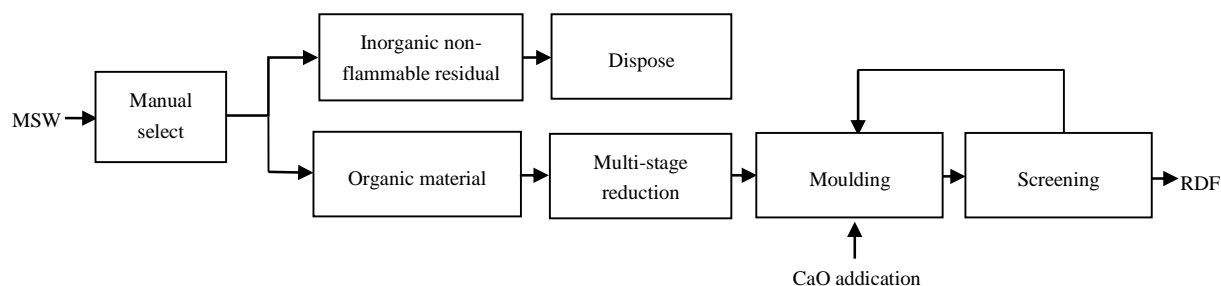 Inorganic non-
flammable residual
Dispose
MSW
Manual
select
Organic material
Multi-stage
reduction
Moulding
Screening
RDF
CaO addication